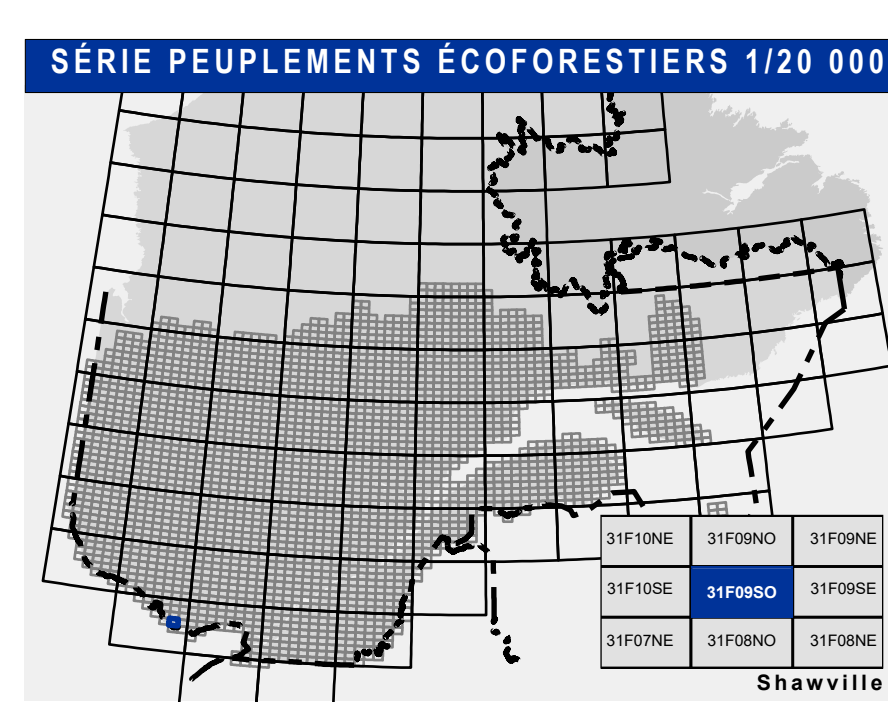 SÉRIE PEUPLEMENTS ÉCOFORESTIERS 1/20 000
31F10NE 31F09NO 31F09NE
31F10SE 31F09SO 31F09SE
31F07NE 31F08NO 31F08NE
Shawville